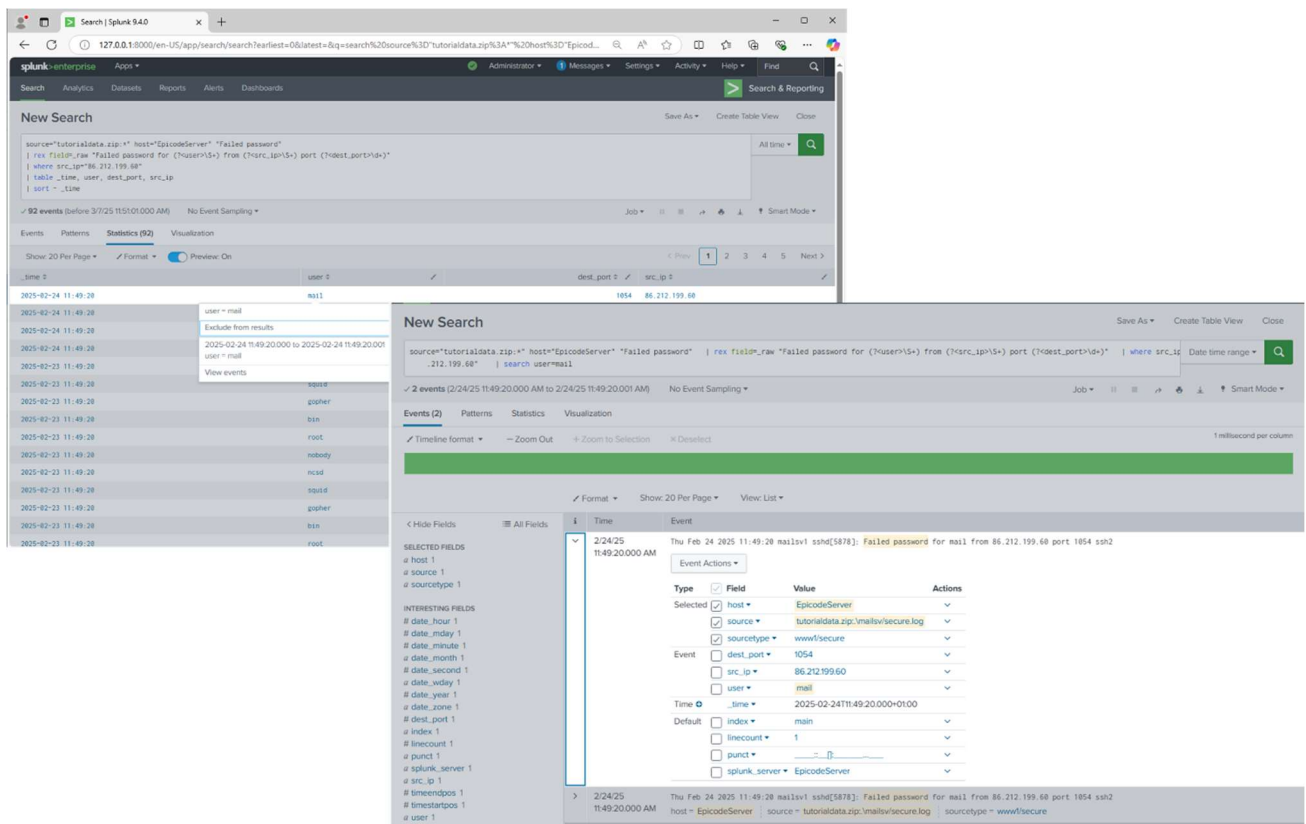 Search | Splunk 9.4.0
127.0.0.1:8000/en-US/app/search/search?earliest=0&latest=&q=search%20source%3D"tutorialdata.zip%3A*"%20host%3D"Epicod...
splunk>enterprise Apps Administrator 1 Messages Settings Activity Help Find
Search Analytics Datasets Reports Alerts Dashboards Search & Reporting
New Search Save As Create Table View Close
source="tutorialdata.zip:*" host="EpicodeServer" "Failed password" All time
| rex field=_raw "Failed password for (?<user>\S+) from (?<src_ip>\S+) port (?<dest_port>\d+)"
| where src_ip="86.212.199.60"
| table _time, user, dest_port, src_ip
| sort - _time
92 events (before 3/7/25 11:51:01.000 AM) No Event Sampling Job Smart Mode
Events Patterns Statistics (92) Visualization
Show: 20 Per Page Format Preview: On < Prev 1 2 3 4 5 Next >
_time user dest_port src_ip
2025-02-24 11:49:20 mail 1054 86.212.199.60
2025-02-24 11:49:20
2025-02-24 11:49:20
2025-02-24 11:49:20
2025-02-23 11:49:20
2025-02-23 11:49:20 squid
2025-02-23 11:49:20 gopher
2025-02-23 11:49:20 bin
2025-02-23 11:49:20 root
2025-02-23 11:49:20 nobody
2025-02-23 11:49:20 ncsd
2025-02-23 11:49:20 squid
2025-02-23 11:49:20 gopher
2025-02-23 11:49:20 bin
2025-02-23 11:49:20 root
user = mail
Exclude from results
2025-02-24 11:49:20.000 to 2025-02-24 11:49:20.001
user = mail
View events
New Search Save As Create Table View Close
source="tutorialdata.zip:*" host="EpicodeServer" "Failed password" | rex field=_raw "Failed password for (?<user>\S+) from (?<src_ip>\S+) port (?<dest_port>\d+)" | where src_ip Date time range
.212.199.60" | search user=mail
2 events (2/24/25 11:49:20.000 AM to 2/24/25 11:49:20.001 AM) No Event Sampling Job Smart Mode
Events (2) Patterns Statistics Visualization
Timeline format – Zoom Out + Zoom to Selection × Deselect 1 millisecond per column
Format Show: 20 Per Page View: List
< Hide Fields All Fields i Time Event
SELECTED FIELDS
a host 1
a source 1
a sourcetype 1
INTERESTING FIELDS
# date_hour 1
# date_mday 1
# date_minute 1
a date_month 1
# date_second 1
a date_wday 1
# date_year 1
a date_zone 1
# dest_port 1
a index 1
# linecount 1
a punct 1
a splunk_server 1
a src_ip 1
# timeendpos 1
# timestartpos 1
a user 1
2/24/25 Thu Feb 24 2025 11:49:20 mailsv1 sshd[5878]: Failed password for mail from 86.212.199.60 port 1054 ssh2
11:49:20.000 AM
Event Actions
Type Field Value Actions
Selected host EpicodeServer
source tutorialdata.zip:.\mailsv/secure.log
sourcetype www1/secure
Event dest_port 1054
src_ip 86.212.199.60
user mail
Time _time 2025-02-24T11:49:20.000+01:00
Default index main
linecount 1
punct
splunk_server EpicodeServer
2/24/25 Thu Feb 24 2025 11:49:20 mailsv1 sshd[5878]: Failed password for mail from 86.212.199.60 port 1054 ssh2
11:49:20.000 AM host = EpicodeServer source = tutorialdata.zip:.\mailsv/secure.log sourcetype = www1/secure